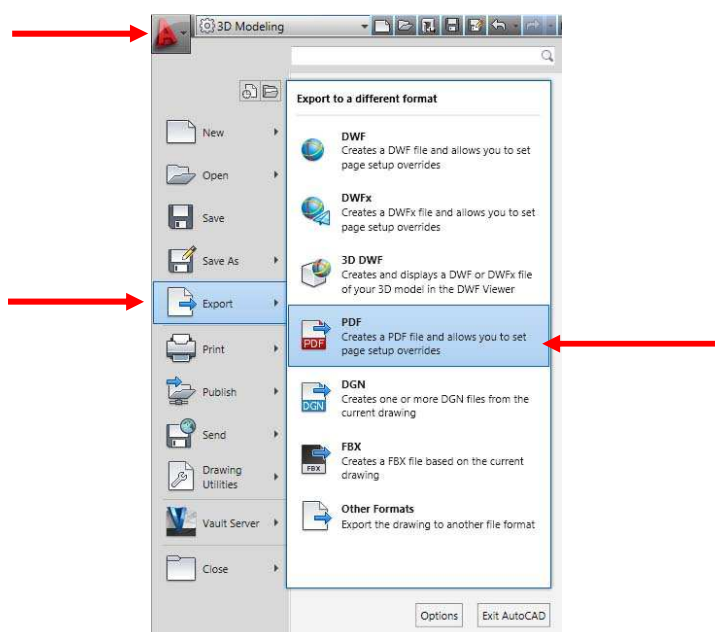 3D Modeling
Export to a different format
New
Open
Save
Save As
Export
Print
Publish
Send
Drawing
Utilities
Vault Server
Close
DWF
Creates a DWF file and allows you to set
page setup overrides
DWFx
Creates a DWFx file and allows you to set
page setup overrides
3D DWF
Creates and displays a DWF or DWFx file
of your 3D model in the DWF Viewer
PDF
PDF
Creates a PDF file and allows you to set
page setup overrides
DGN
DGN
Creates one or more DGN files from the
current drawing
FBX
FBX
Creates a FBX file based on the current
drawing
Other Formats
Export the drawing to another file format
Options
Exit AutoCAD